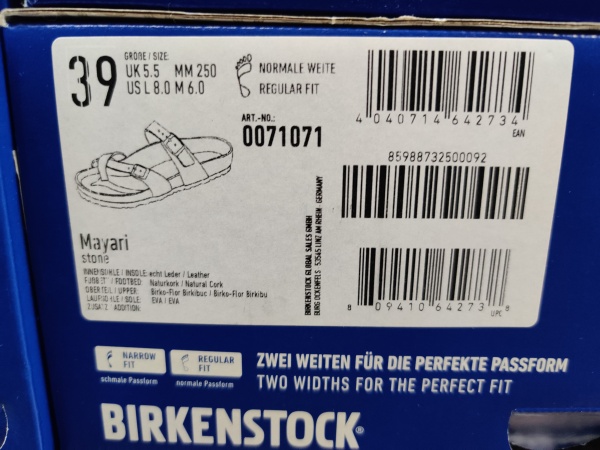 39
GRÖßE / SIZE:
UK 5.5 MM 250
US L 8.0 M 6.0
NORMALE WEITE
REGULAR FIT
ART.-NO.:
0071071
4 040714 642734
EAN
85988732500092
Mayari
stone
INNENSOHLE / INSOLE: echt Leder / Leather
FUßBETT / FOOTBED: Naturkork / Natural Cork
OBERTEIL / UPPER: Birko-Flor Birkibuc / Birko-Flor Birkibu
LAUFSOHLE / SOLE: EVA / EVA
ZUSATZ / ADDITION:
BIRKENSTOCK GLOBAL SALES GMBH
BURG OCKENFELS 53545 LINZ AM RHEIN - GERMANY
8 09410 64273 8
UPC
NARROW FIT
schmale Passform
REGULAR FIT
normale Passform
ZWEI WEITEN FÜR DIE PERFEKTE PASSFORM
TWO WIDTHS FOR THE PERFECT FIT
BIRKENSTOCK®